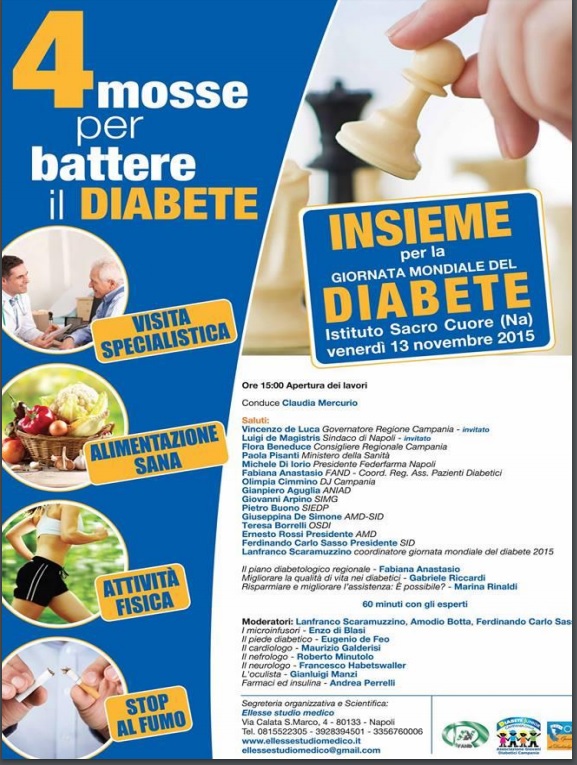 4 mosse
per
battere
il DIABETE
INSIEME
per la
GIORNATA MONDIALE DEL
DIABETE
Istituto Sacro Cuore (Na)
venerdì 13 novembre 2015
VISITA
SPECIALISTICA
ALIMENTAZIONE
SANA
ATTIVITÀ
FISICA
STOP
AL FUMO
Ore 15:00 Apertura dei lavori
Conduce Claudia Mercurio
Saluti:
Vincenzo de Luca Governatore Regione Campania - invitato
Luigi de Magistris Sindaco di Napoli - invitato
Flora Beneduce Consigliere Regionale Campania
Paola Pisanti Ministero della Sanità
Michele Di Iorio Presidente Federfarma Napoli
Fabiana Anastasio FAND - Coord. Reg. Ass. Pazienti Diabetici
Olimpia Cimmino DJ Campania
Gianpiero Aguglia ANIAD
Giovanni Arpino SIMG
Pietro Buono SIEDP
Giuseppina De Simone AMD-SID
Teresa Borrelli OSDI
Ernesto Rossi Presidente AMD
Ferdinando Carlo Sasso Presidente SID
Lanfranco Scaramuzzino coordinatore giornata mondiale del diabete 2015
Il piano diabetologico regionale - Fabiana Anastasio
Migliorare la qualità di vita nei diabetici - Gabriele Riccardi
Risparmiare e migliorare l'assistenza: È possibile? - Marina Rinaldi
60 minuti con gli esperti
Moderatori: Lanfranco Scaramuzzino, Amodio Botta, Ferdinando Carlo Sas
I microinfusori - Enzo di Blasi
Il piede diabetico - Eugenio de Feo
Il cardiologo - Maurizio Galderisi
Il nefrologo - Roberto Minutolo
Il neurologo - Francesco Habetswaller
L'oculista - Gianluigi Manzi
Farmaci ed insulina - Andrea Perrelli
Segreteria organizzativa e Scientifica:
Ellesse studio medico
Via Calata S.Marco, 4 - 80133 - Napoli
Tel. 0815522305 - 3928394501 - 3356760006
www.ellessestudiomedico.it
ellessestudiomedico@gmail.com